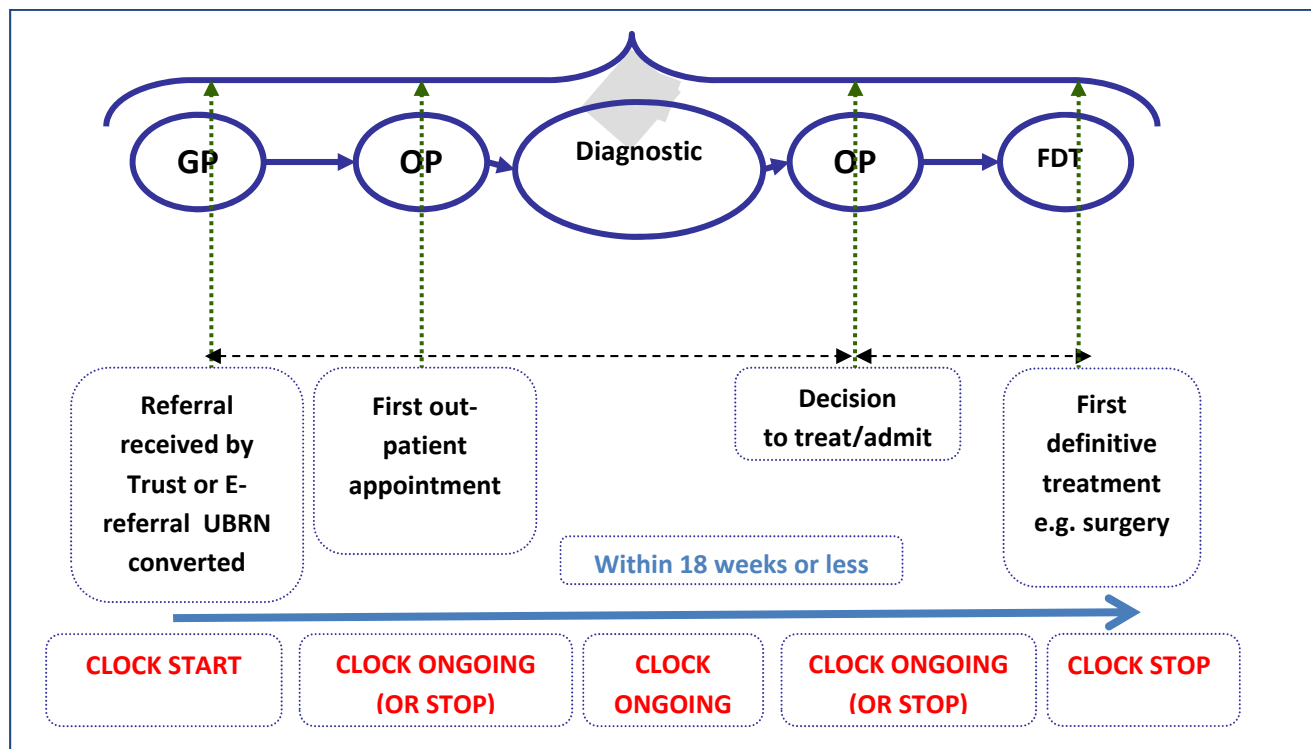 GP
OP
Diagnostic
OP
FDT
Referral
received by
Trust or E-
referral UBRN
converted
First out-
patient
appointment
Decision
to treat/admit
First
definitive
treatment
e.g. surgery
Within 18 weeks or less
CLOCK START
CLOCK ONGOING
(OR STOP)
CLOCK
ONGOING
CLOCK ONGOING
(OR STOP)
CLOCK STOP